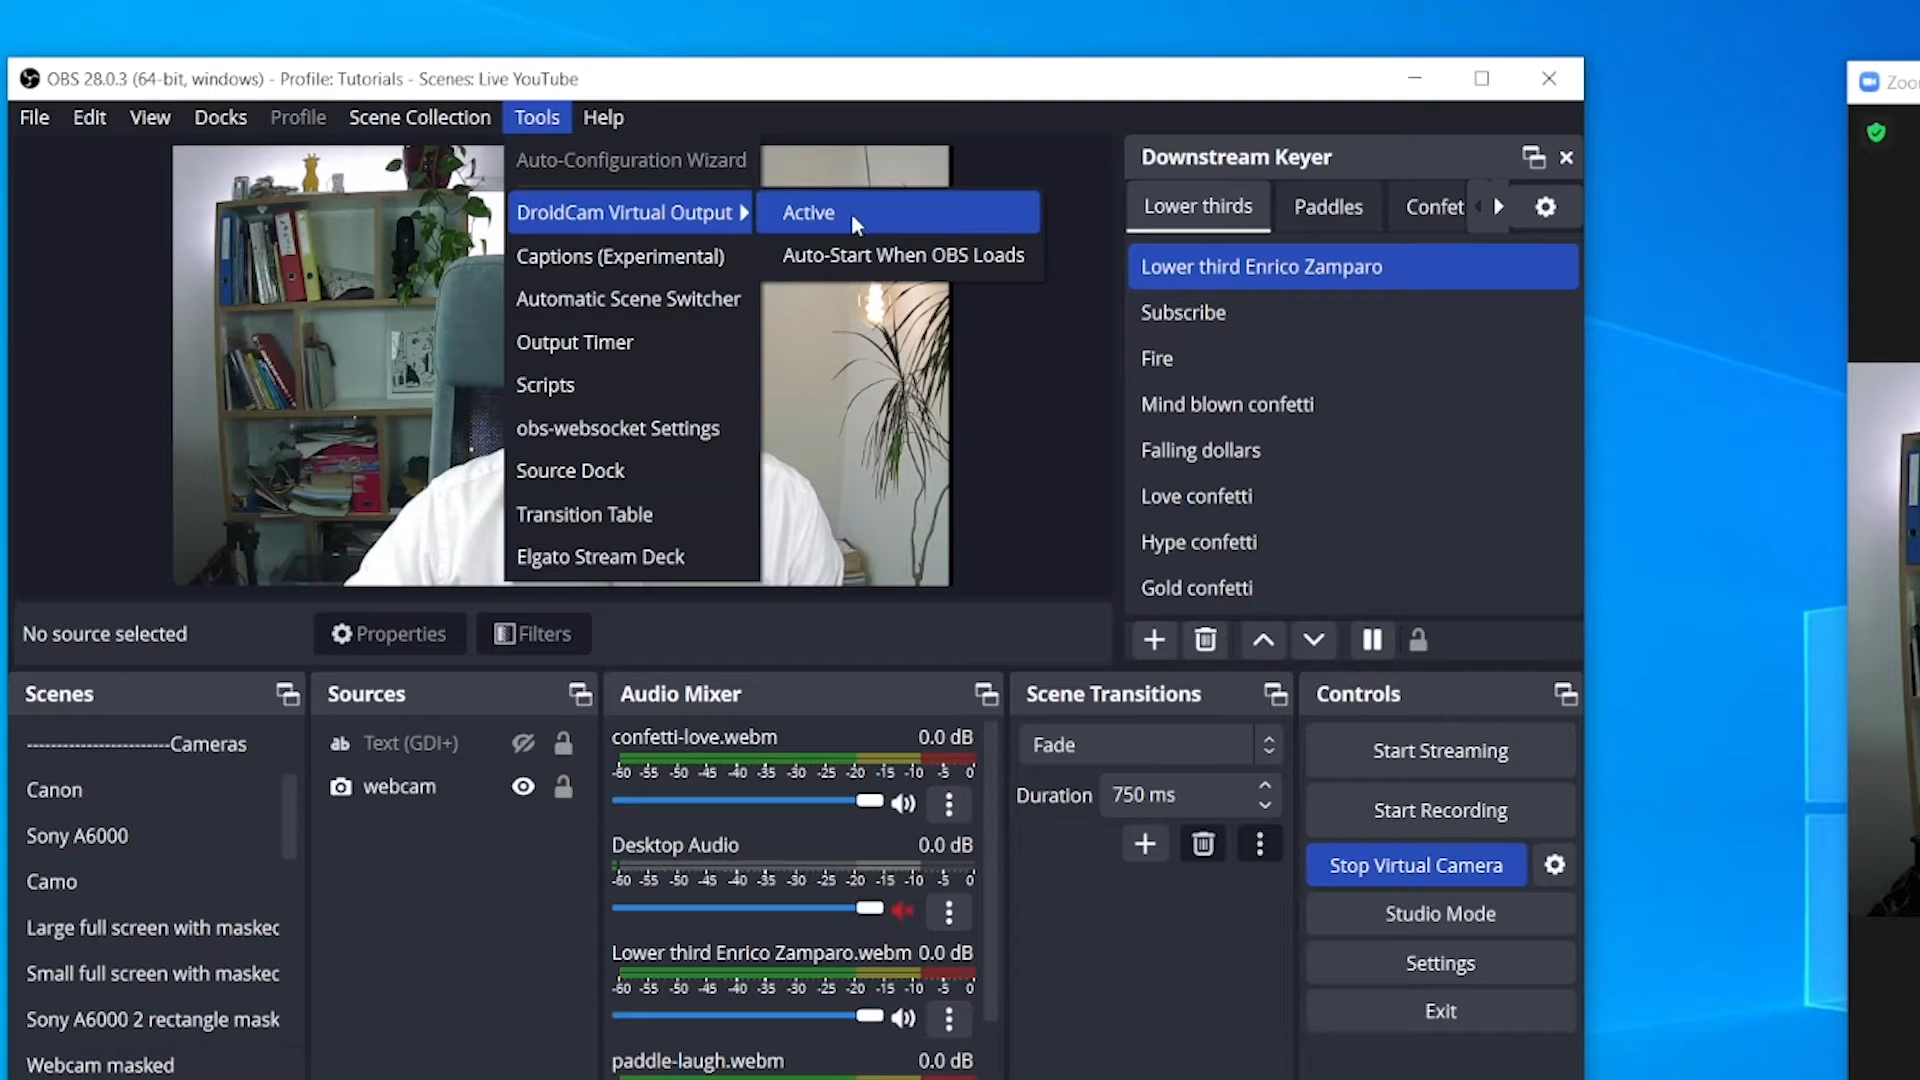 OBS 28.0.3 (64-bit, windows) - Profile: Tutorials - Scenes: Live YouTube
File Edit View Docks Profile Scene Collection Tools Help
Auto-Configuration Wizard
DroidCam Virtual Output
Captions (Experimental)
Automatic Scene Switcher
Output Timer
Scripts
obs-websocket Settings
Source Dock
Transition Table
Elgato Stream Deck
Active
Auto-Start When OBS Loads
Downstream Keyer
Lower thirds Paddles Confet
Lower third Enrico Zamparo
Subscribe
Fire
Mind blown confetti
Falling dollars
Love confetti
Hype confetti
Gold confetti
No source selected
Properties
Filters
Scenes
------------------------Cameras
Canon
Sony A6000
Camo
Large full screen with maskec
Small full screen with maskec
Sony A6000 2 rectangle mask
Webcam masked
Sources
ab Text (GDI+)
webcam
Audio Mixer
confetti-love.webm 0.0 dB
-60 -55 -50 -45 -40 -35 -30 -25 -20 -15 -10 -5 0
Desktop Audio 0.0 dB
-60 -55 -50 -45 -40 -35 -30 -25 -20 -15 -10 -5 0
Lower third Enrico Zamparo.webm 0.0 dB
-60 -55 -50 -45 -40 -35 -30 -25 -20 -15 -10 -5 0
paddle-laugh.webm 0.0 dB
Scene Transitions
Fade
Duration 750 ms
Controls
Start Streaming
Start Recording
Stop Virtual Camera
Studio Mode
Settings
Exit
Zoo